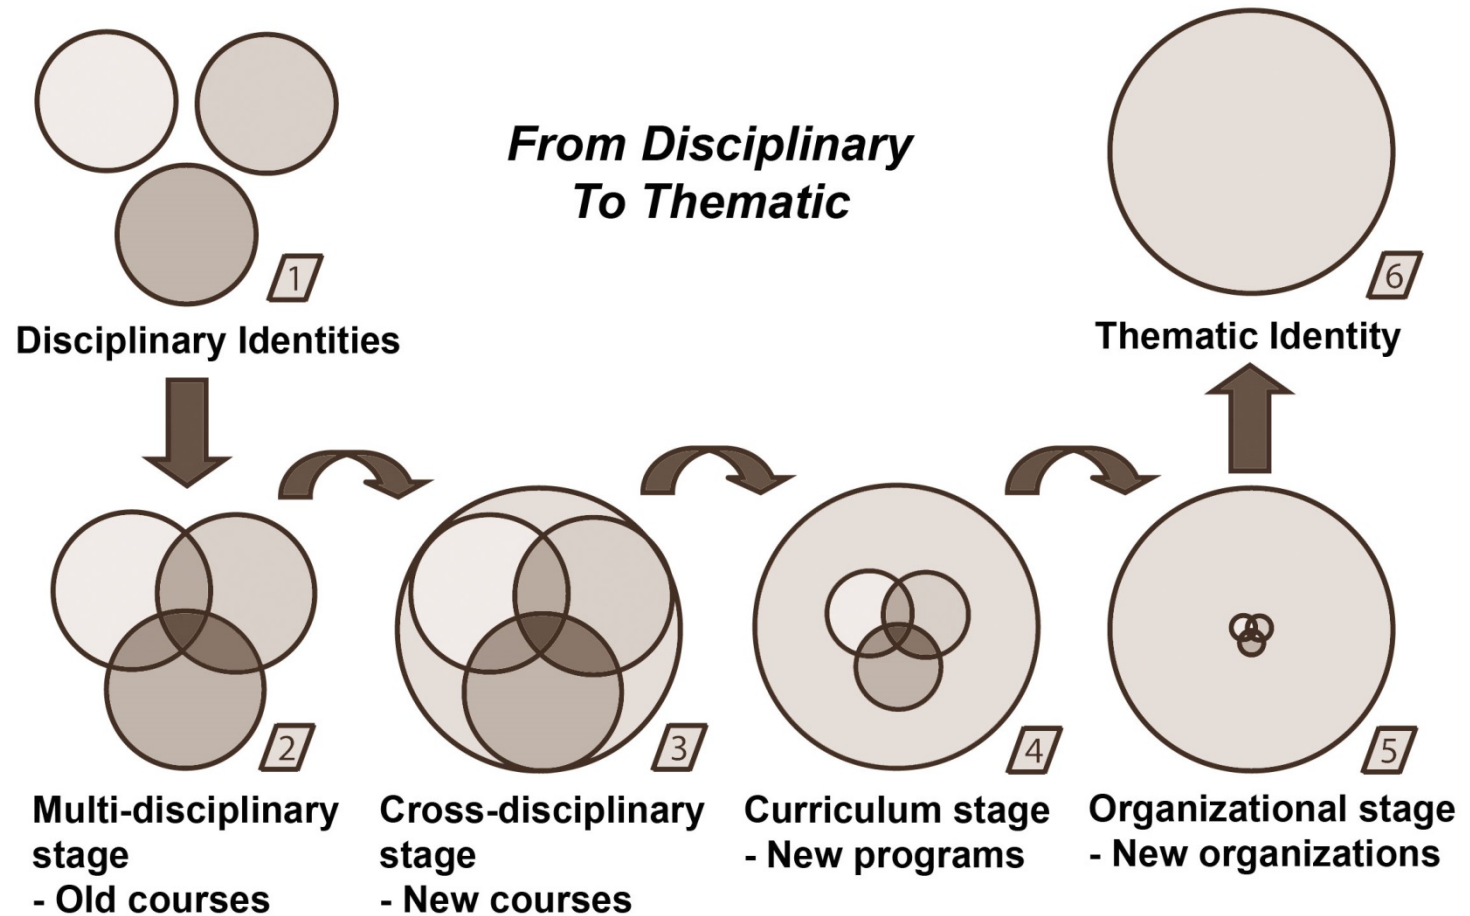 From Disciplinary
To Thematic
1
Disciplinary Identities
6
Thematic Identity
2
Multi-disciplinary
stage
- Old courses
3
Cross-disciplinary
stage
- New courses
4
Curriculum stage
- New programs
5
Organizational stage
- New organizations